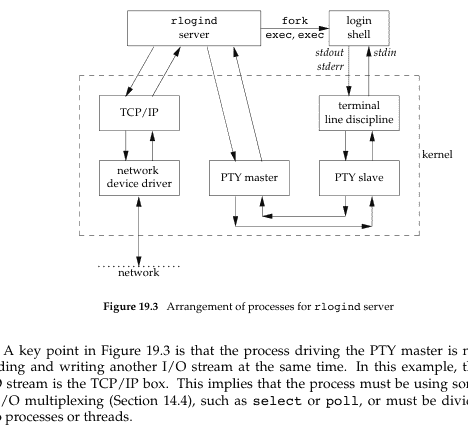 rlogind
server
fork
exec, exec
login
shell
stdout
stderr
stdin
TCP/IP
terminal
line discipline
kernel
network
device driver
PTY master
PTY slave
network
Figure 19.3 Arrangement of processes for rlogind server
A key point in Figure 19.3 is that the process driving the PTY master is
and writing another I/O stream at the same time. In this example,
stream is the TCP/IP box. This implies that the process must be using
I/O multiplexing (Section 14.4), such as select or poll, or must be
processes or threads.